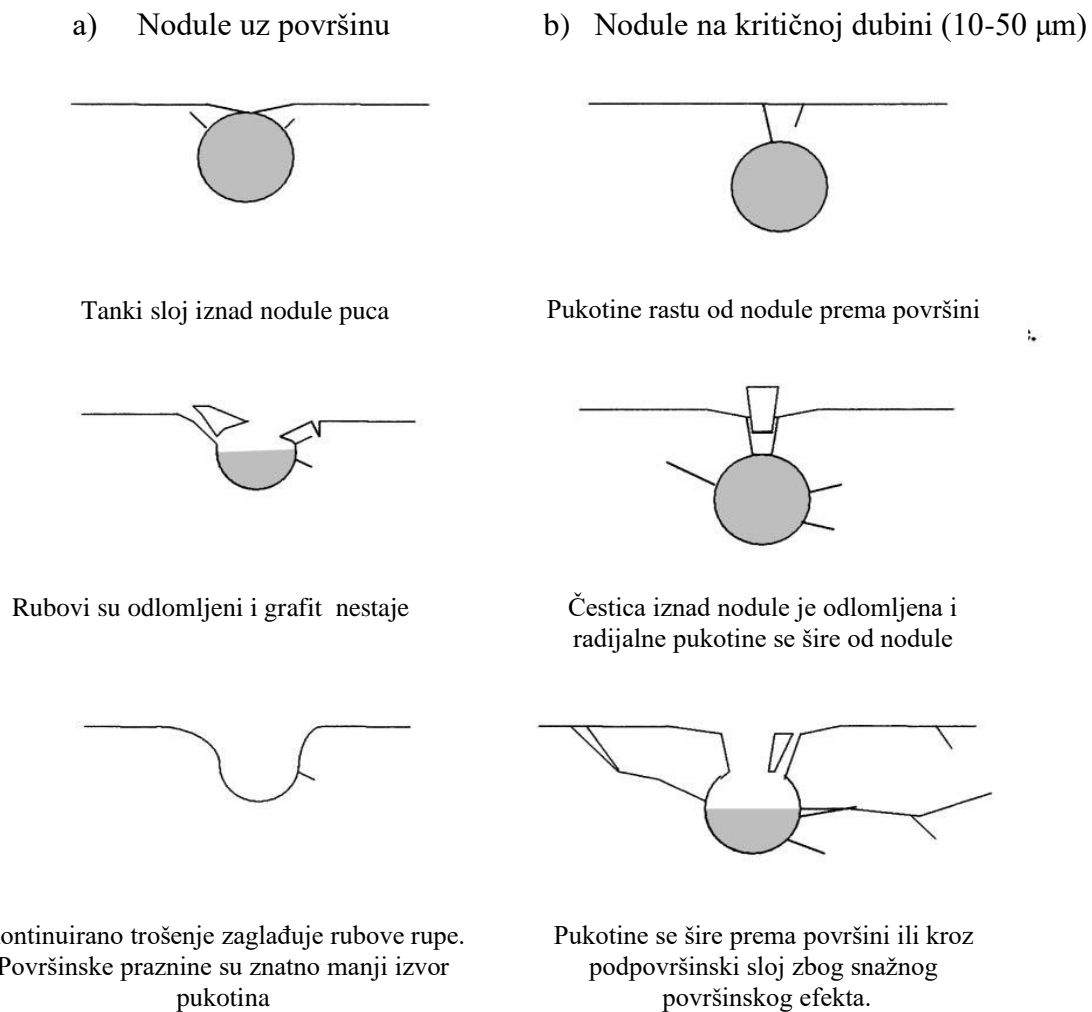 a) Nodule uz površinu
b) Nodule na kritičnoj dubini (10-50 μm)
Tanki sloj iznad nodule puca
Pukotine rastu od nodule prema površini
Rubovi su odlomljeni i grafit nestaje
Čestica iznad nodule je odlomljena i
radijalne pukotine se šire od nodule
ontinuirano trošenje zaglađuje rubove rupe.
Površinske praznine su znatno manji izvor
pukotina
Pukotine se šire prema površini ili kroz
podpovršinski sloj zbog snažnog
površinskog efekta.